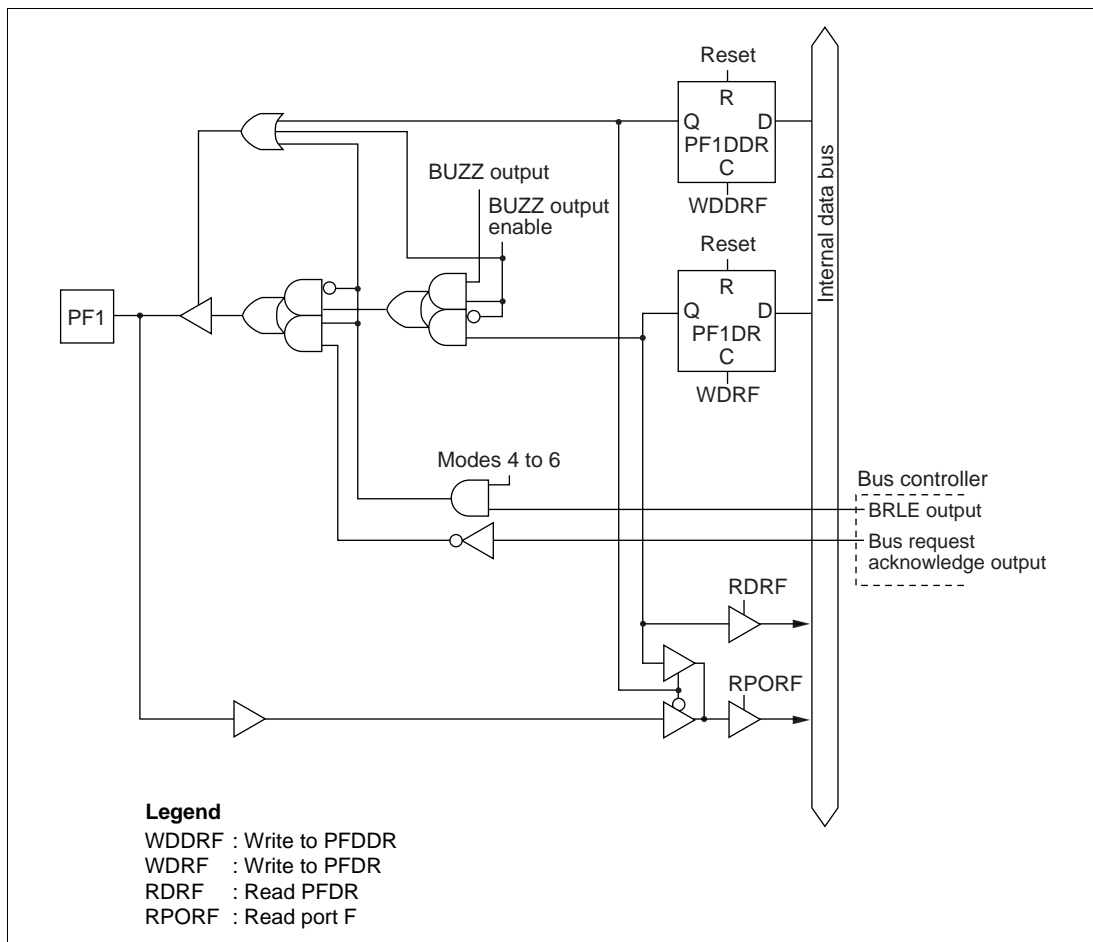 Reset
R
Q D
PF1DDR
C
WDDRF
BUZZ output
BUZZ output
enable
Reset
R
Q D
PF1DR
C
WDRF
Internal data bus
PF1
Modes 4 to 6
Bus controller
BRLE output
Bus request
acknowledge output
RDRF
RPORF
Legend
WDDRF : Write to PFDDR
WDRF : Write to PFDR
RDRF : Read PFDR
RPORF : Read port F